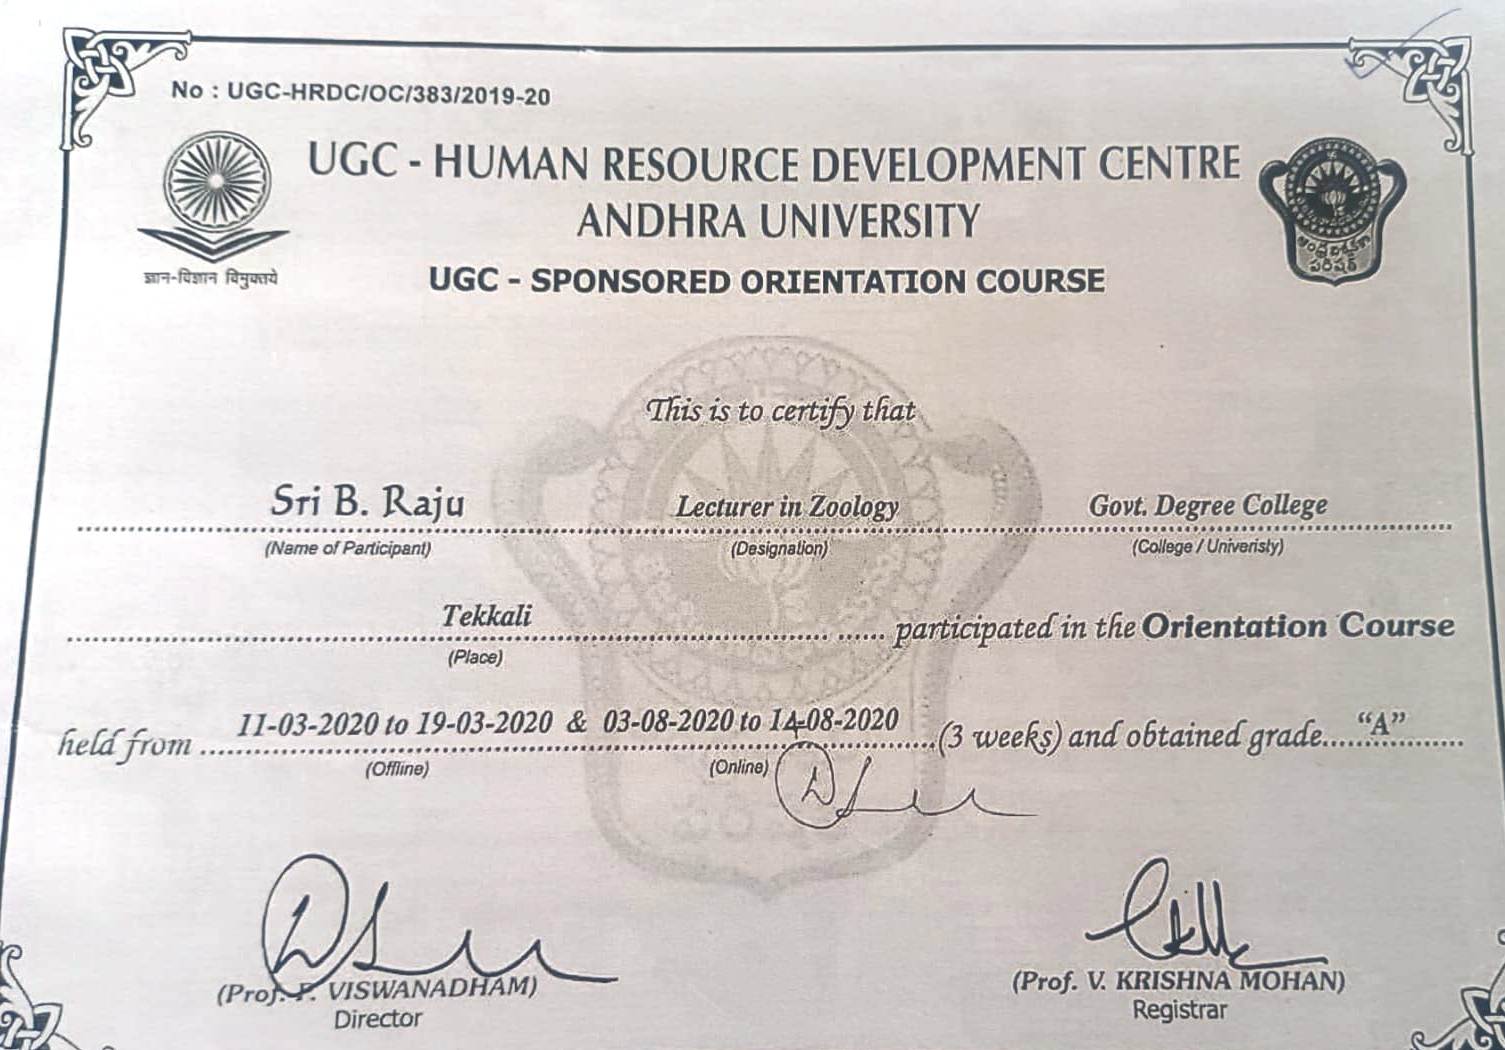 No : UGC-HRDC/OC/383/2019-20
UGC - HUMAN RESOURCE DEVELOPMENT CENTRE
ANDHRA UNIVERSITY
ज्ञान-विज्ञान विमुक्तये
UGC - SPONSORED ORIENTATION COURSE
This is to certify that
Sri B. Raju Lecturer in Zoology Govt. Degree College
(Name of Participant) (Designation) (College / Univeristy)
Tekkali participated in the Orientation Course
(Place)
held from 11-03-2020 to 19-03-2020 & 03-08-2020 to 14-08-2020 (3 weeks) and obtained grade "A"
(Offline) (Online)
(Prof. VISWANADHAM) (Prof. V. KRISHNA MOHAN)
Director Registrar